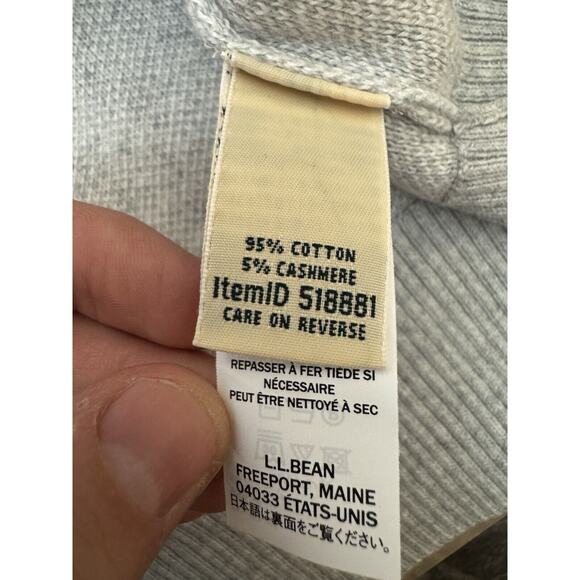 95% COTTON
5% CASHMERE
ItemID 518881
CARE ON REVERSE
REPASSER À FER TIÈDE SI
NÉCESSAIRE
PEUT ÊTRE NETTOYÉ À SEC
L.L.BEAN
FREEPORT, MAINE
04033 ÉTATS-UNIS
日本語は裏面をご覧ください。